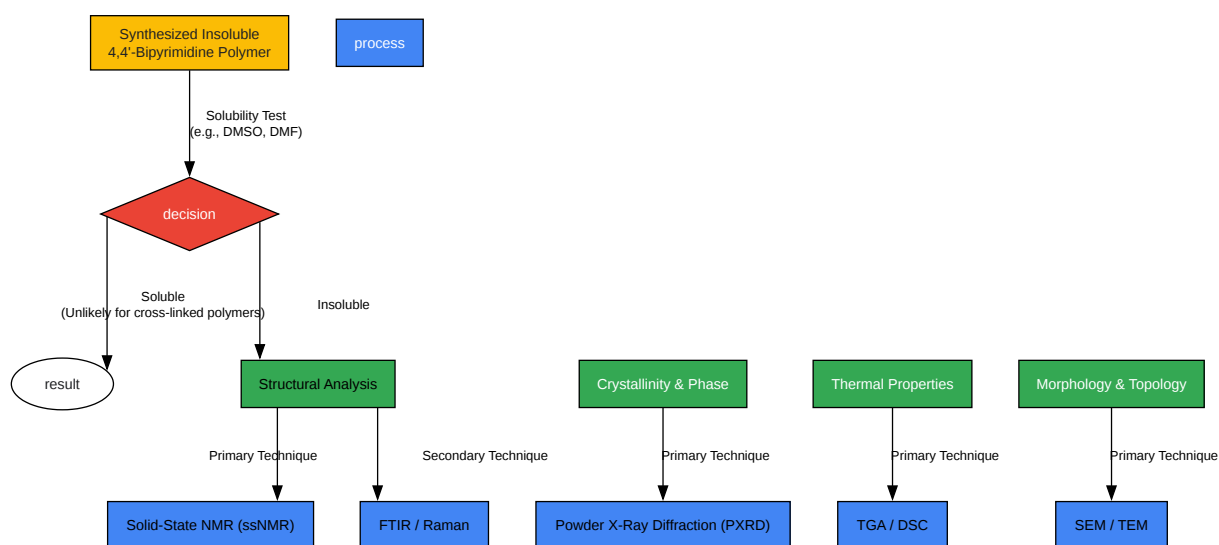 Synthesized Insoluble
4,4'-Bipyrimidine Polymer
process
Solubility Test
(e.g., DMSO, DMF)
decision
Soluble
(Unlikely for cross-linked polymers)
Insoluble
result
Structural Analysis
Crystallinity & Phase
Thermal Properties
Morphology & Topology
Primary Technique
Secondary Technique
Primary Technique
Primary Technique
Primary Technique
Solid-State NMR (ssNMR)
FTIR / Raman
Powder X-Ray Diffraction (PXRD)
TGA / DSC
SEM / TEM